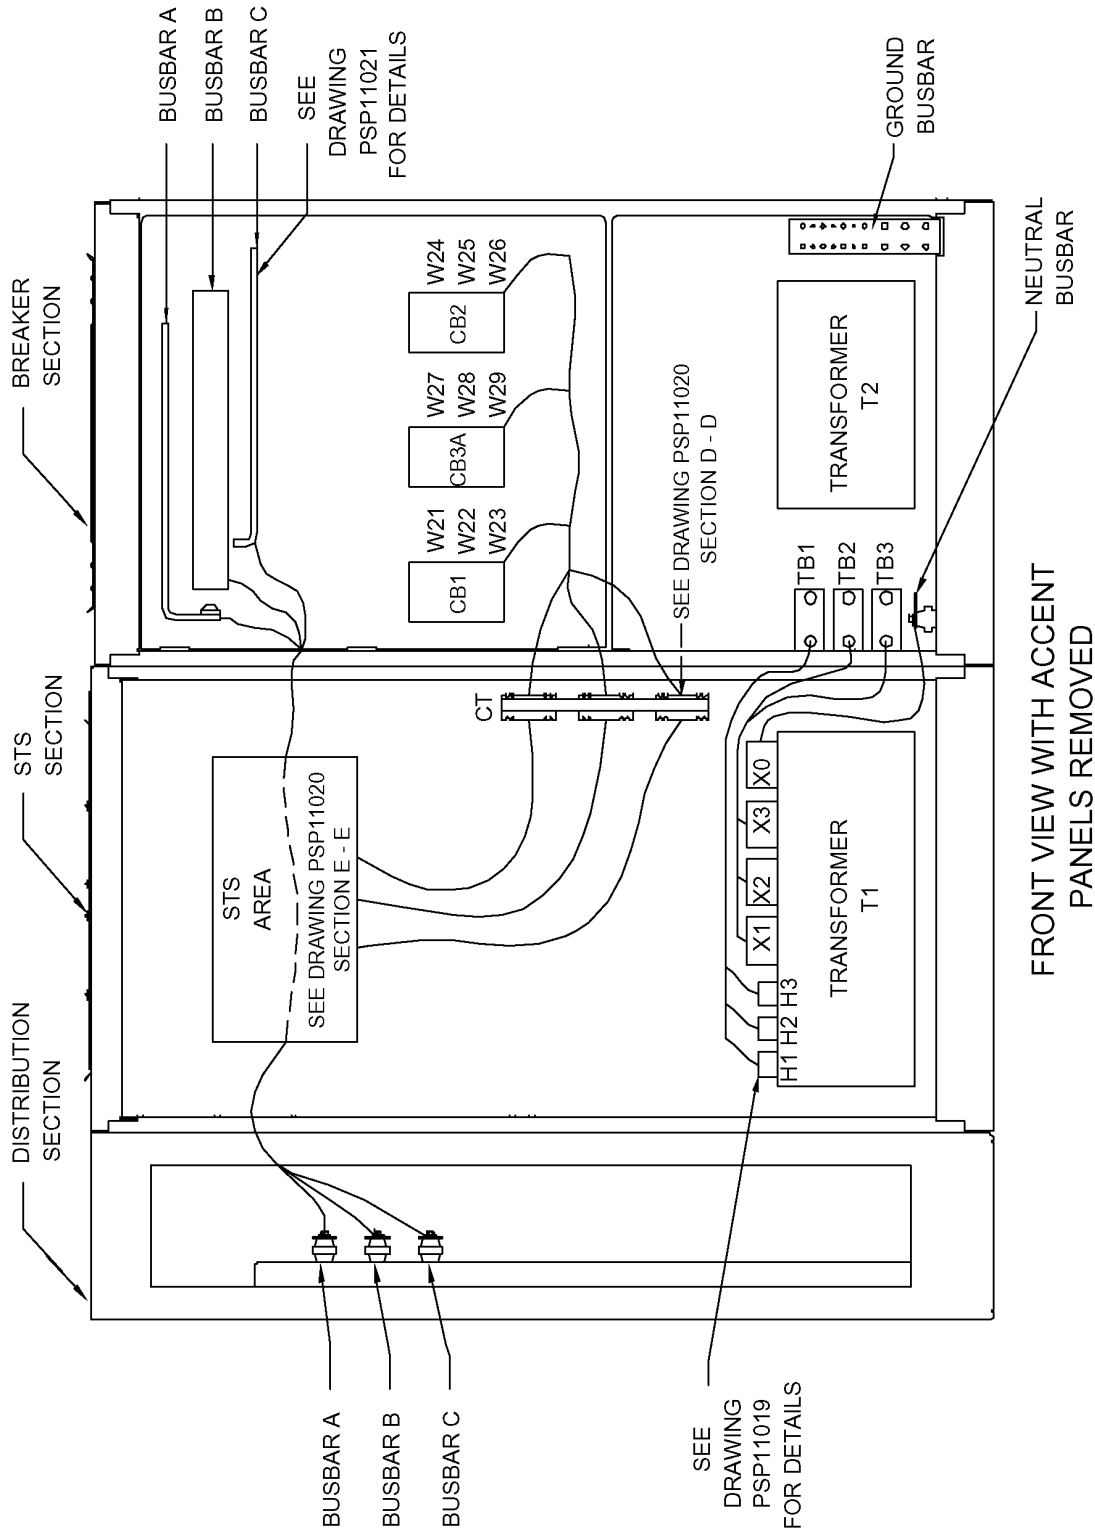 DISTRIBUTION
SECTION
STS
SECTION
BREAKER
SECTION
BUSBAR A
BUSBAR B
BUSBAR C
SEE
DRAWING
PSP11021
FOR DETAILS
STS
AREA
SEE DRAWING PSP11020
SECTION E - E
BUSBAR A
BUSBAR B
BUSBAR C
CB1
W21
W22
W23
CB3A
W27
W28
W29
CB2
W24
W25
W26
CT
SEE DRAWING PSP11020
SECTION D - D
SEE
DRAWING
PSP11019
FOR DETAILS
H1
H2
H3
X1
X2
X3
X0
TRANSFORMER
T1
TB1
TB2
TB3
TRANSFORMER
T2
GROUND
BUSBAR
NEUTRAL
BUSBAR
FRONT VIEW WITH ACCENT
PANELS REMOVED